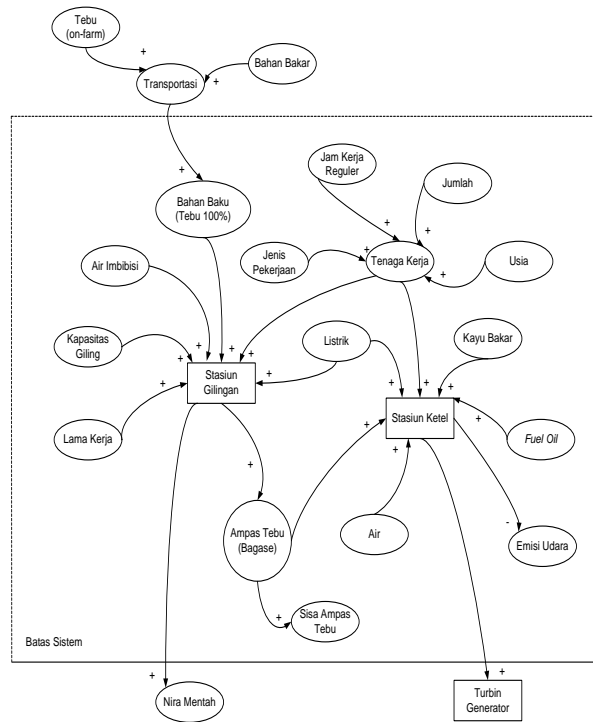 Tebu
(on-farm)
+
Bahan Bakar
+
Transportasi
+
Jam Kerja
Reguler
Jumlah
+
+
Bahan Baku
(Tebu 100%)
Jenis
Pekerjaan
+
+
Tenaga Kerja
+
Usia
Air Imbibisi
Kapasitas
Giling
Listrik
Kayu Bakar
+
+
+
+
+
Stasiun
Gilingan
+
+
+
+
+
Lama Kerja
+
Stasiun Ketel
+
Fuel Oil
+
+
+
Ampas Tebu
(Bagase)
Air
-
Emisi Udara
+
Sisa Ampas
Tebu
Batas Sistem
+
Nira Mentah
+
Turbin
Generator